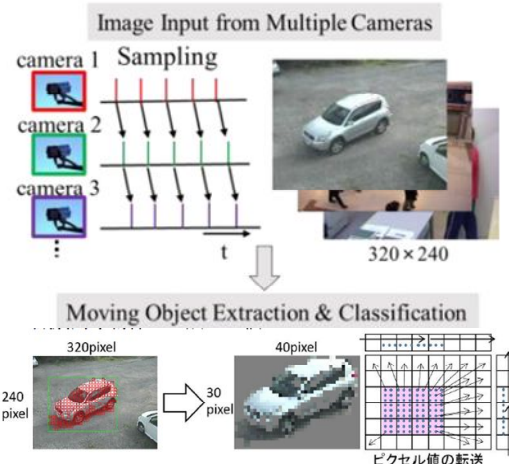 Image Input from Multiple Cameras
camera 1 Sampling
camera 2
camera 3
t
320×240
Moving Object Extraction & Classification
320pixel
40pixel
240
pixel
30
pixel
ピクセル値の転送